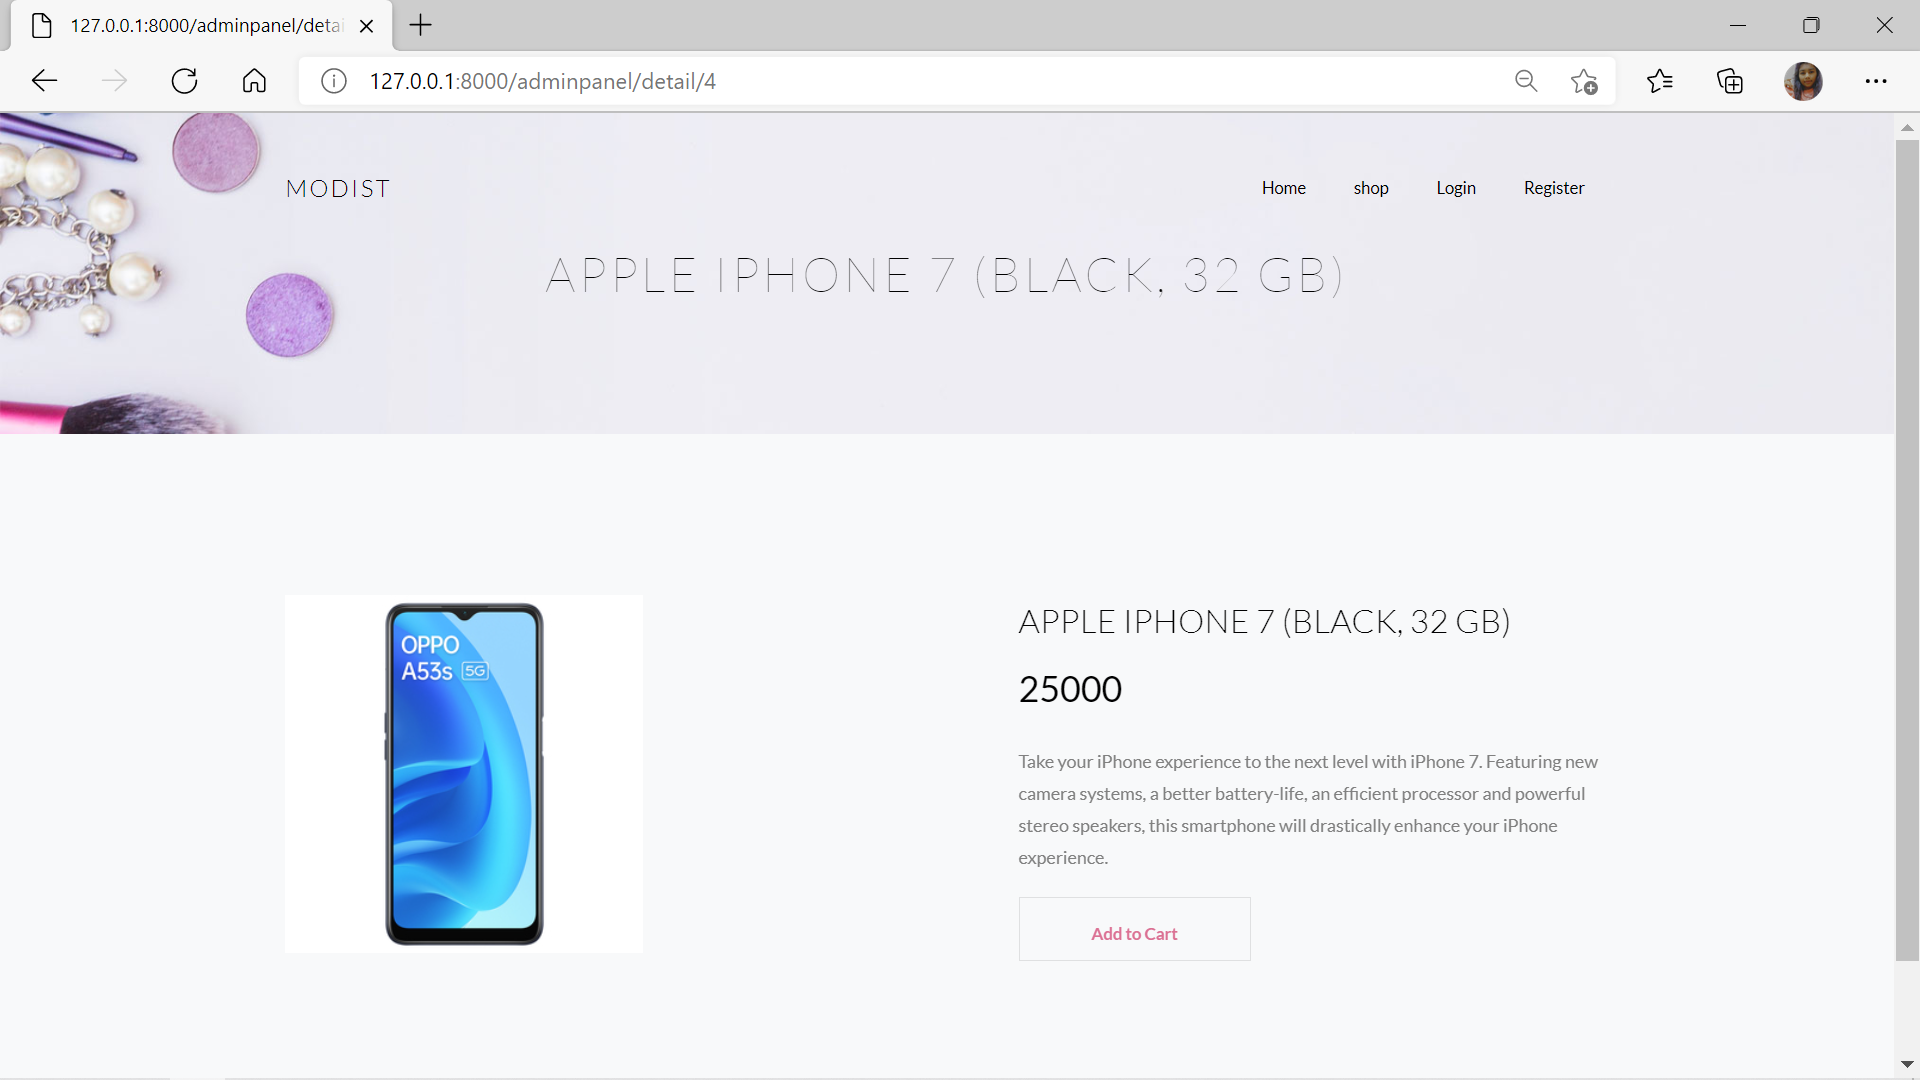 127.0.0.1:8000/adminpanel/detai
127.0.0.1:8000/adminpanel/detail/4
MODIST
Home shop Login Register
APPLE IPHONE 7 (BLACK, 32 GB)
OPPO
A53s 5G
APPLE IPHONE 7 (BLACK, 32 GB)
25000
Take your iPhone experience to the next level with iPhone 7. Featuring new
camera systems, a better battery-life, an efficient processor and powerful
stereo speakers, this smartphone will drastically enhance your iPhone
experience.
Add to Cart